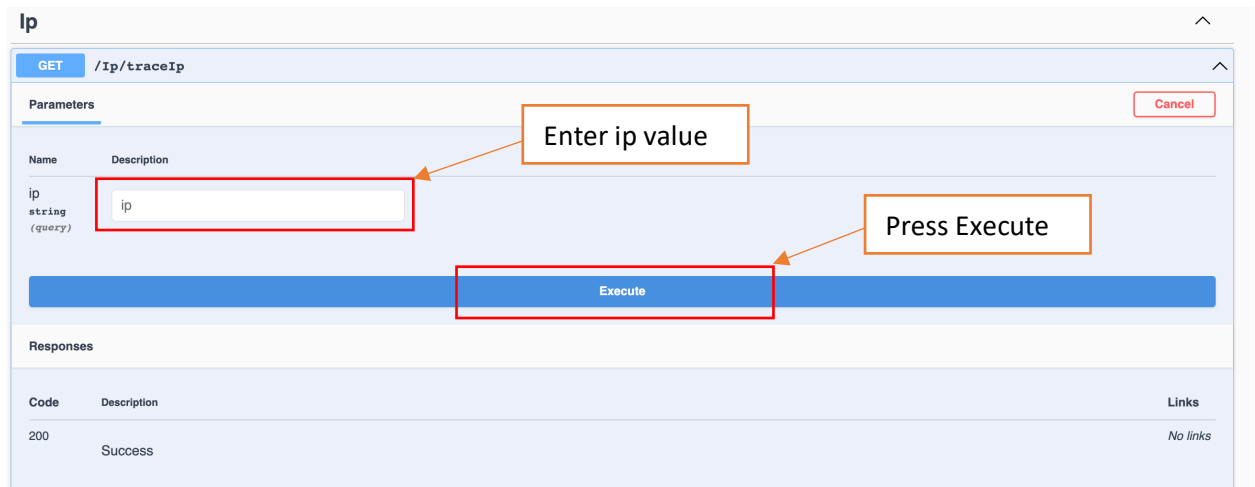 Ip
GET /Ip/traceIp
Parameters
Cancel
Enter ip value
Name Description
ip
string
(query)
ip
Press Execute
Execute
Responses
Code Description Links
200 Success No links